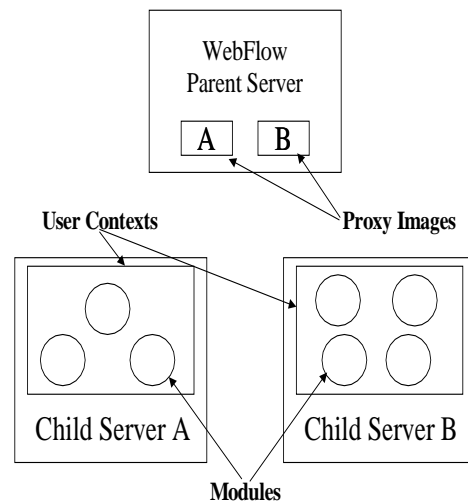 WebFlow
Parent Server
A
B
User Contexts
Proxy Images
Child Server A
Child Server B
Modules